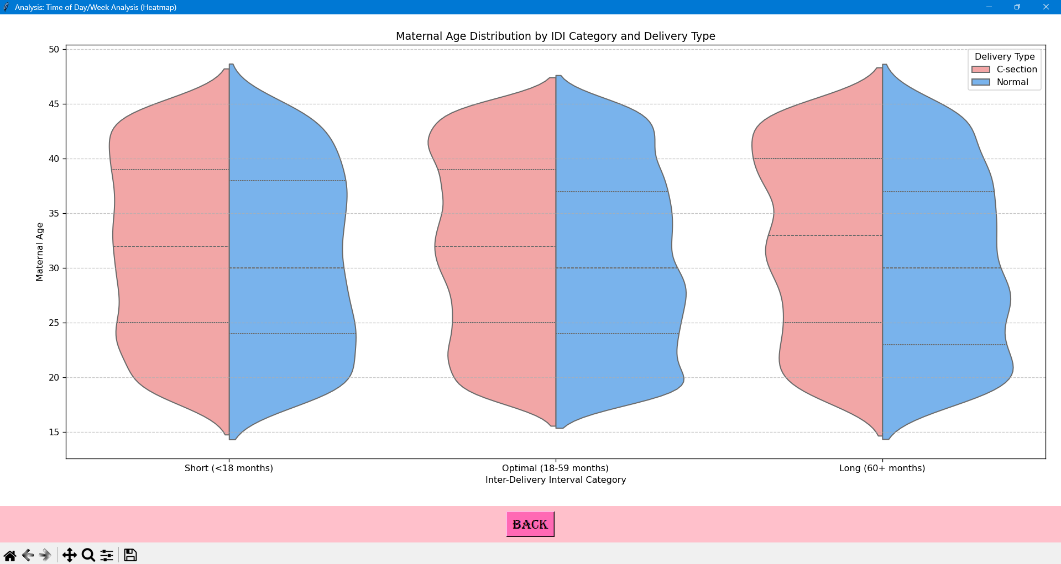 Analysis: Time of Day/Week Analysis (Heatmap)
Maternal Age Distribution by IDI Category and Delivery Type
Delivery Type
C-section
Normal
50
45
40
35
30
25
20
15
Maternal Age
Short (<18 months)
Optimal (18-59 months)
Long (60+ months)
Inter-Delivery Interval Category
BACK